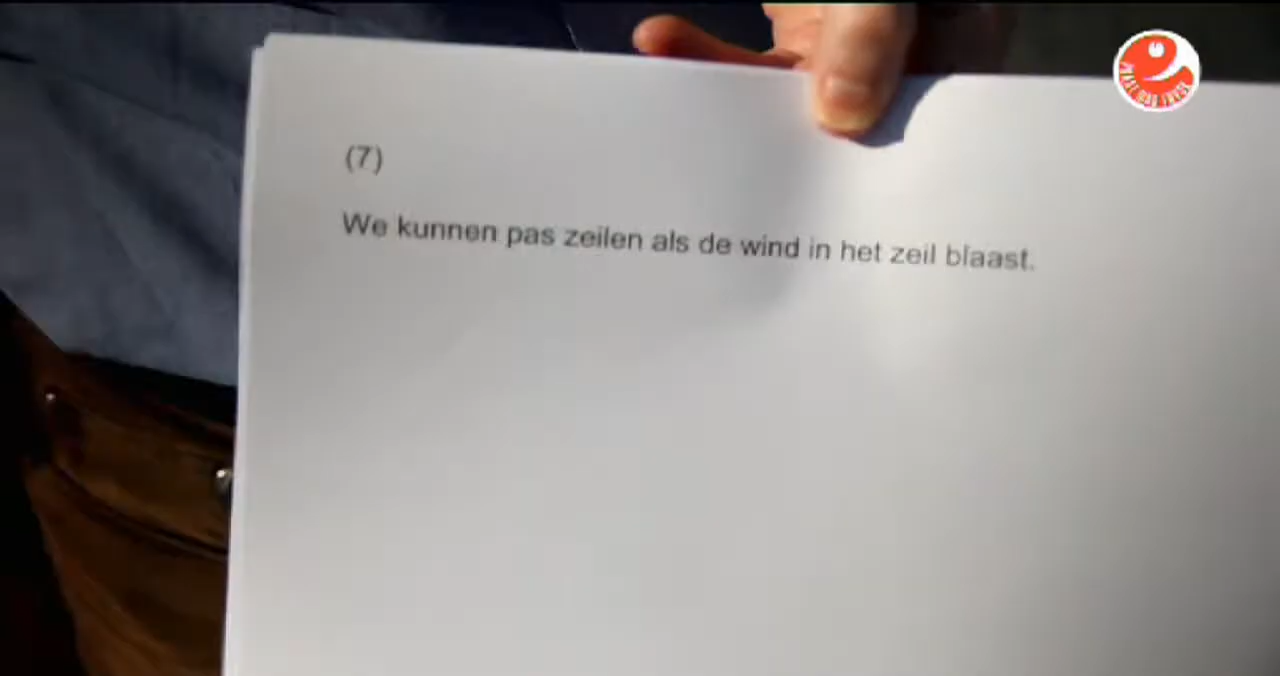 (7)
We kunnen pas zeilen als de wind in het zeil blaast.